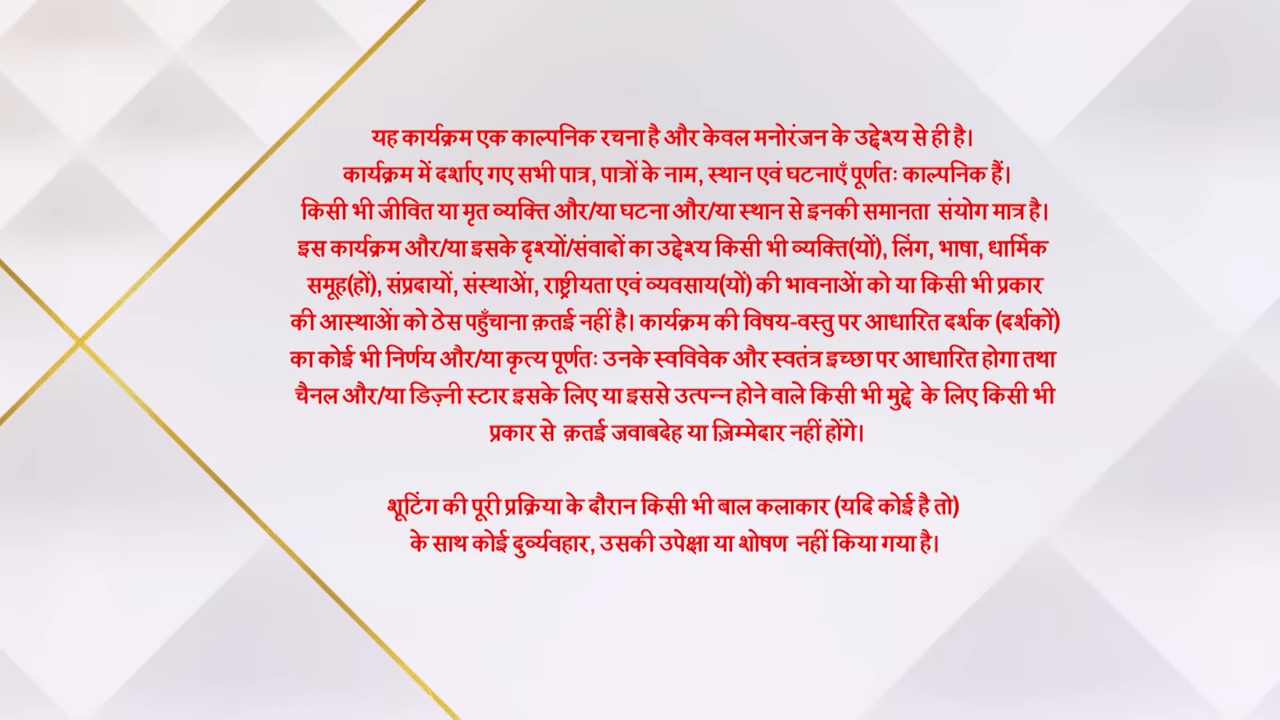 यह कार्यक्रम एक काल्पनिक रचना है और केवल मनोरंजन के उद्देश्य से ही है।
कार्यक्रम में दर्शाए गए सभी पात्र, पात्रों के नाम, स्थान एवं घटनाएँ पूर्णतः काल्पनिक हैं।
किसी भी जीवित या मृत व्यक्ति और/या घटना और/या स्थान से इनकी समानता संयोग मात्र है।
इस कार्यक्रम और/या इसके दृश्यों/संवादों का उद्देश्य किसी भी व्यक्ति(यों), लिंग, भाषा, धार्मिक
समूह(हों), संप्रदायों, संस्थाओं, राष्ट्रीयता एवं व्यवसाय(यों) की भावनाओं को या किसी भी प्रकार
की आस्थाओं को ठेस पहुँचाना क़तई नहीं है। कार्यक्रम की विषय-वस्तु पर आधारित दर्शक (दर्शकों)
का कोई भी निर्णय और/या कृत्य पूर्णतः उनके स्वविवेक और स्वतंत्र इच्छा पर आधारित होगा तथा
चैनल और/या डिज़्नी स्टार इसके लिए या इससे उत्पन्न होने वाले किसी भी मुद्दे के लिए किसी भी
प्रकार से क़तई जवाबदेह या ज़िम्मेदार नहीं होंगे।
शूटिंग की पूरी प्रक्रिया के दौरान किसी भी बाल कलाकार (यदि कोई है तो)
के साथ कोई दुर्व्यवहार, उसकी उपेक्षा या शोषण नहीं किया गया है।